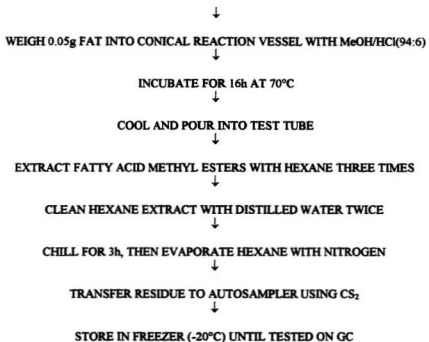 ↓
WEIGH 0.05g FAT INTO CONICAL REACTION VESSEL WITH MeOH/HCl(94:6)
↓
INCUBATE FOR 16h AT 70°C
↓
COOL AND POUR INTO TEST TUBE
↓
EXTRACT FATTY ACID METHYL ESTERS WITH HEXANE THREE TIMES
↓
CLEAN HEXANE EXTRACT WITH DISTILLED WATER TWICE
↓
CHILL FOR 3h, THEN EVAPORATE HEXANE WITH NITROGEN
↓
TRANSFER RESIDUE TO AUTOSAMPLER USING CS₂
↓
STORE IN FREEZER (-20°C) UNTIL TESTED ON GC